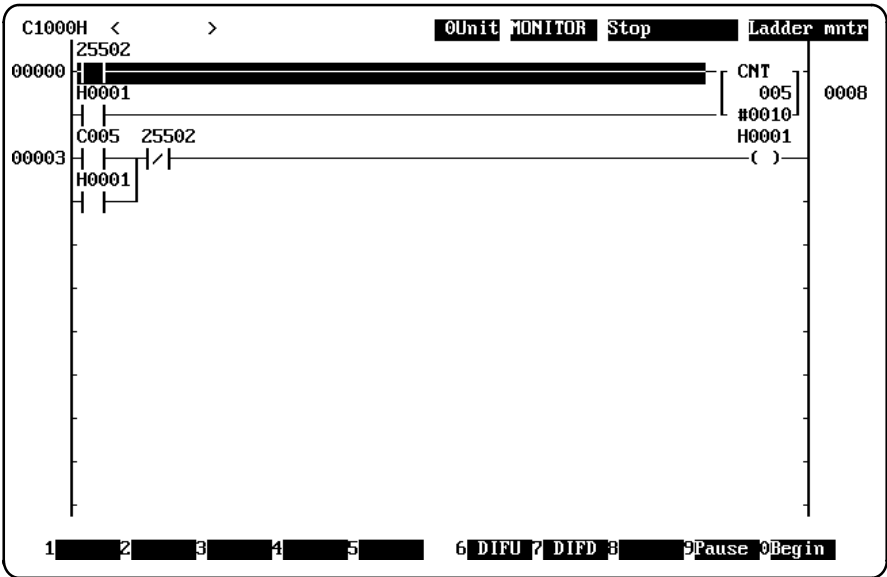 C1000H < > 0Unit MONITOR Stop Ladder mntr
25502
00000 CNT
H0001 005 0008
#0010
C005 25502 H0001
00003 ( )
H0001
1 2 3 4 5 6 DIFU 7 DIFD 8 9Pause 0Begin